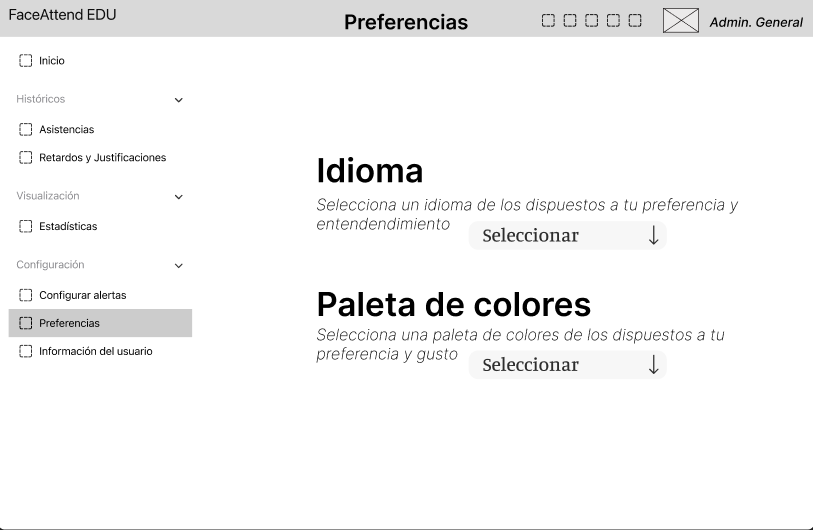 FaceAttend EDU
Preferencias
Admin. General
Inicio
Históricos
Asistencias
Retardos y Justificaciones
Visualización
Estadísticas
Configuración
Configurar alertas
Preferencias
Información del usuario
Idioma
Selecciona un idioma de los dispuestos a tu preferencia y
entendendimiento
Seleccionar
Paleta de colores
Selecciona una paleta de colores de los dispuestos a tu
preferencia y gusto
Seleccionar